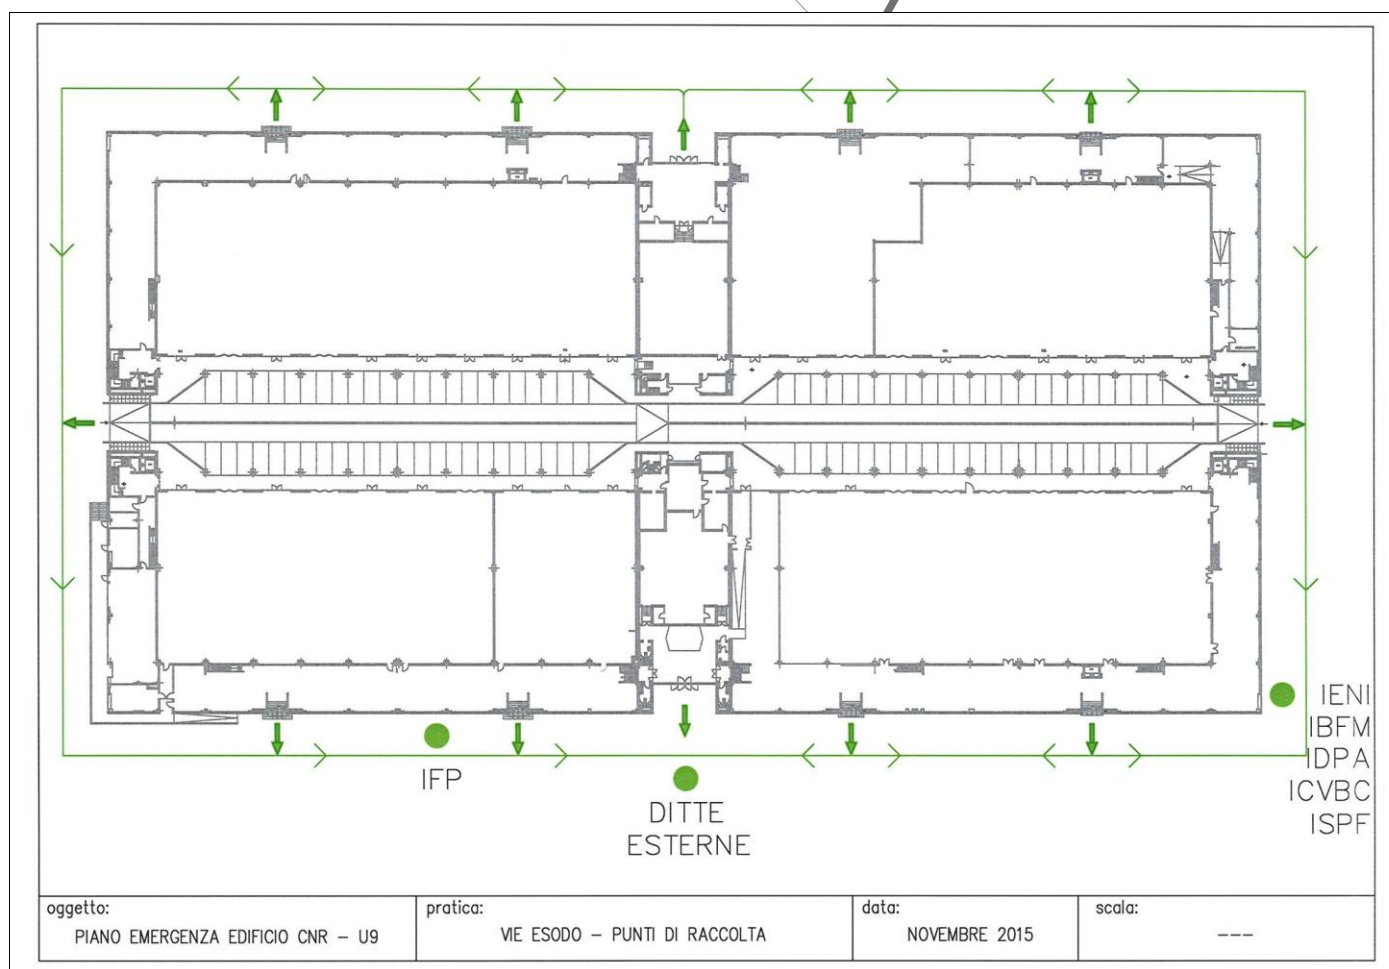 IFP
DITTE
ESTERNE
IENI
IBFM
IDPA
ICVBC
ISPF
oggetto:
PIANO EMERGENZA EDIFICIO CNR – U9
pratica:
VIE ESODO – PUNTI DI RACCOLTA
data:
NOVEMBRE 2015
scala:
---